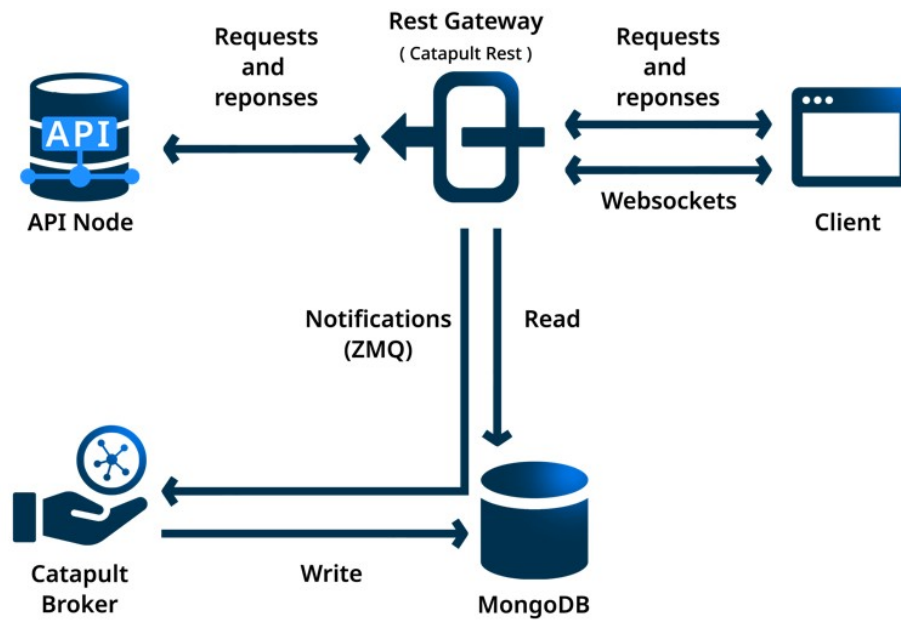 Rest Gateway
( Catapult Rest )
Requests
and
reponses
Requests
and
reponses
API
API Node
Websockets
Client
Notifications
(ZMQ)
Read
Catapult
Broker
Write
MongoDB